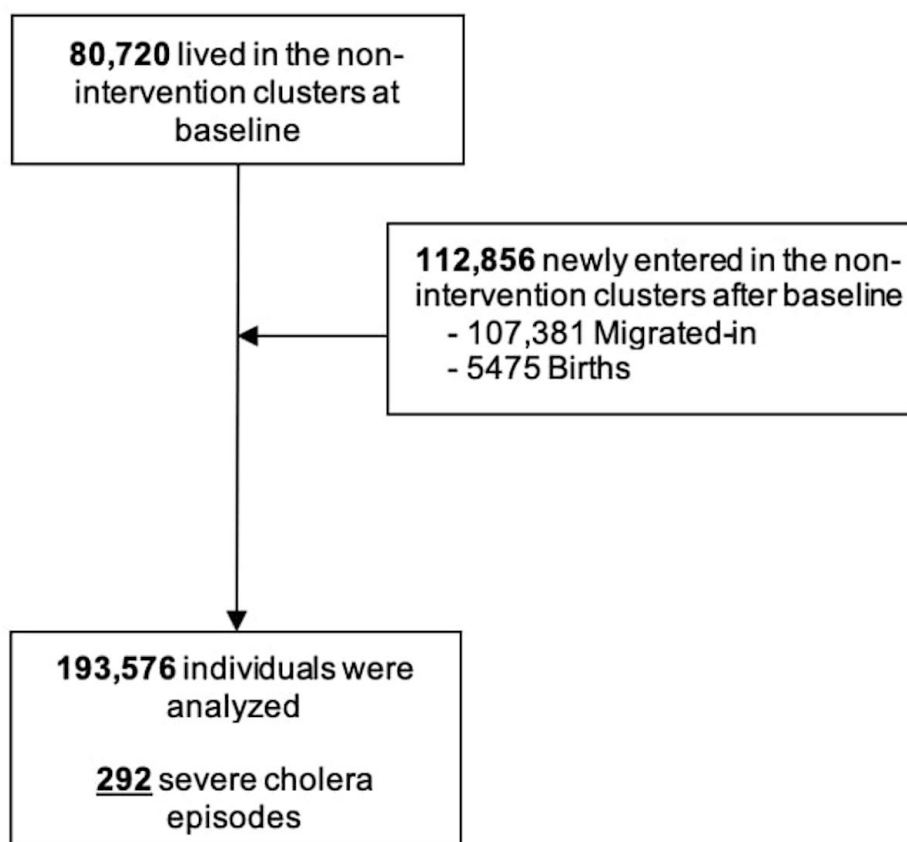 80,720 lived in the non-
intervention clusters at
baseline
112,856 newly entered in the non-
intervention clusters after baseline
- 107,381 Migrated-in
- 5475 Births
193,576 individuals were
analyzed
292 severe cholera
episodes